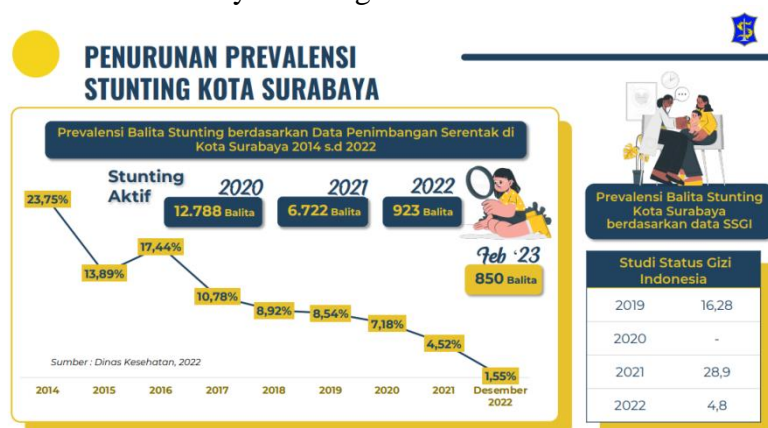 PENURUNAN PREVALENSI
STUNTING KOTA SURABAYA
Prevalensi Balita Stunting berdasarkan Data Penimbangan Serentak di
Kota Surabaya 2014 s.d 2022
Stunting
Aktif
2020
12.788 Balita
2021
6.722 Balita
2022
923 Balita
Feb '23
850 Balita
23,75%
13,89%
17,44%
10,78%
8,92%
8,54%
7,18%
4,52%
1,55%
Sumber : Dinas Kesehatan, 2022
2014 2015 2016 2017 2018 2019 2020 2021 Desember
2022
Prevalensi Balita Stunting
Kota Surabaya
berdasarkan data SSGI
Studi Status Gizi
Indonesia
2019 16,28
2020 -
2021 28,9
2022 4,8